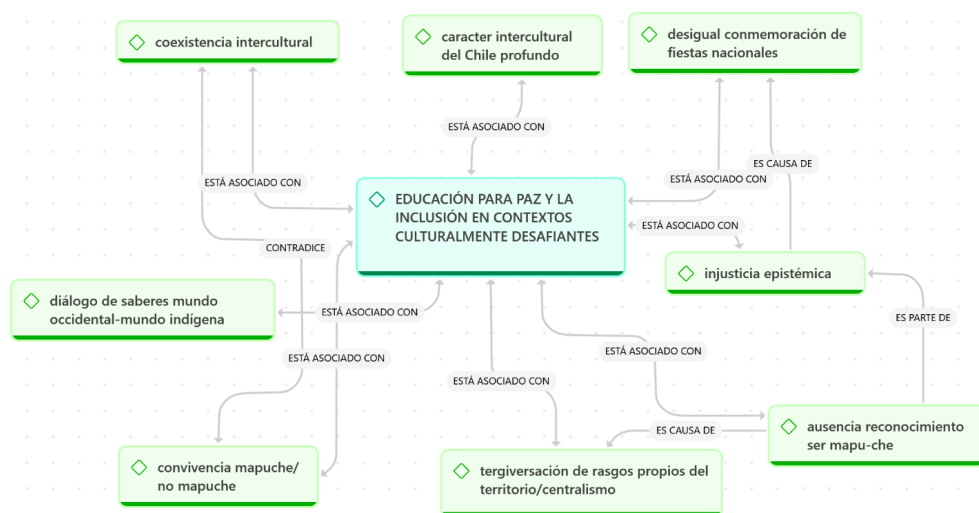 coexistencia intercultural
caracter intercultural
del Chile profundo
desigual conmemoración de
fiestas nacionales
ESTÁ ASOCIADO CON
ES CAUSA DE
ESTÁ ASOCIADO CON
ESTÁ ASOCIADO CON
EDUCACIÓN PARA PAZ Y LA
INCLUSIÓN EN CONTEXTOS
CULTURALMENTE DESAFIANTES
ESTÁ ASOCIADO CON
CONTRADICE
injusticia epistémica
diálogo de saberes mundo
occidental-mundo indígena
ESTÁ ASOCIADO CON
ES PARTE DE
ESTÁ ASOCIADO CON
ESTÁ ASOCIADO CON
ESTÁ ASOCIADO CON
ausencia reconocimiento
ser mapu-che
ES CAUSA DE
convivencia mapuche/
no mapuche
tergiversación de rasgos propios del
territorio/centralismo